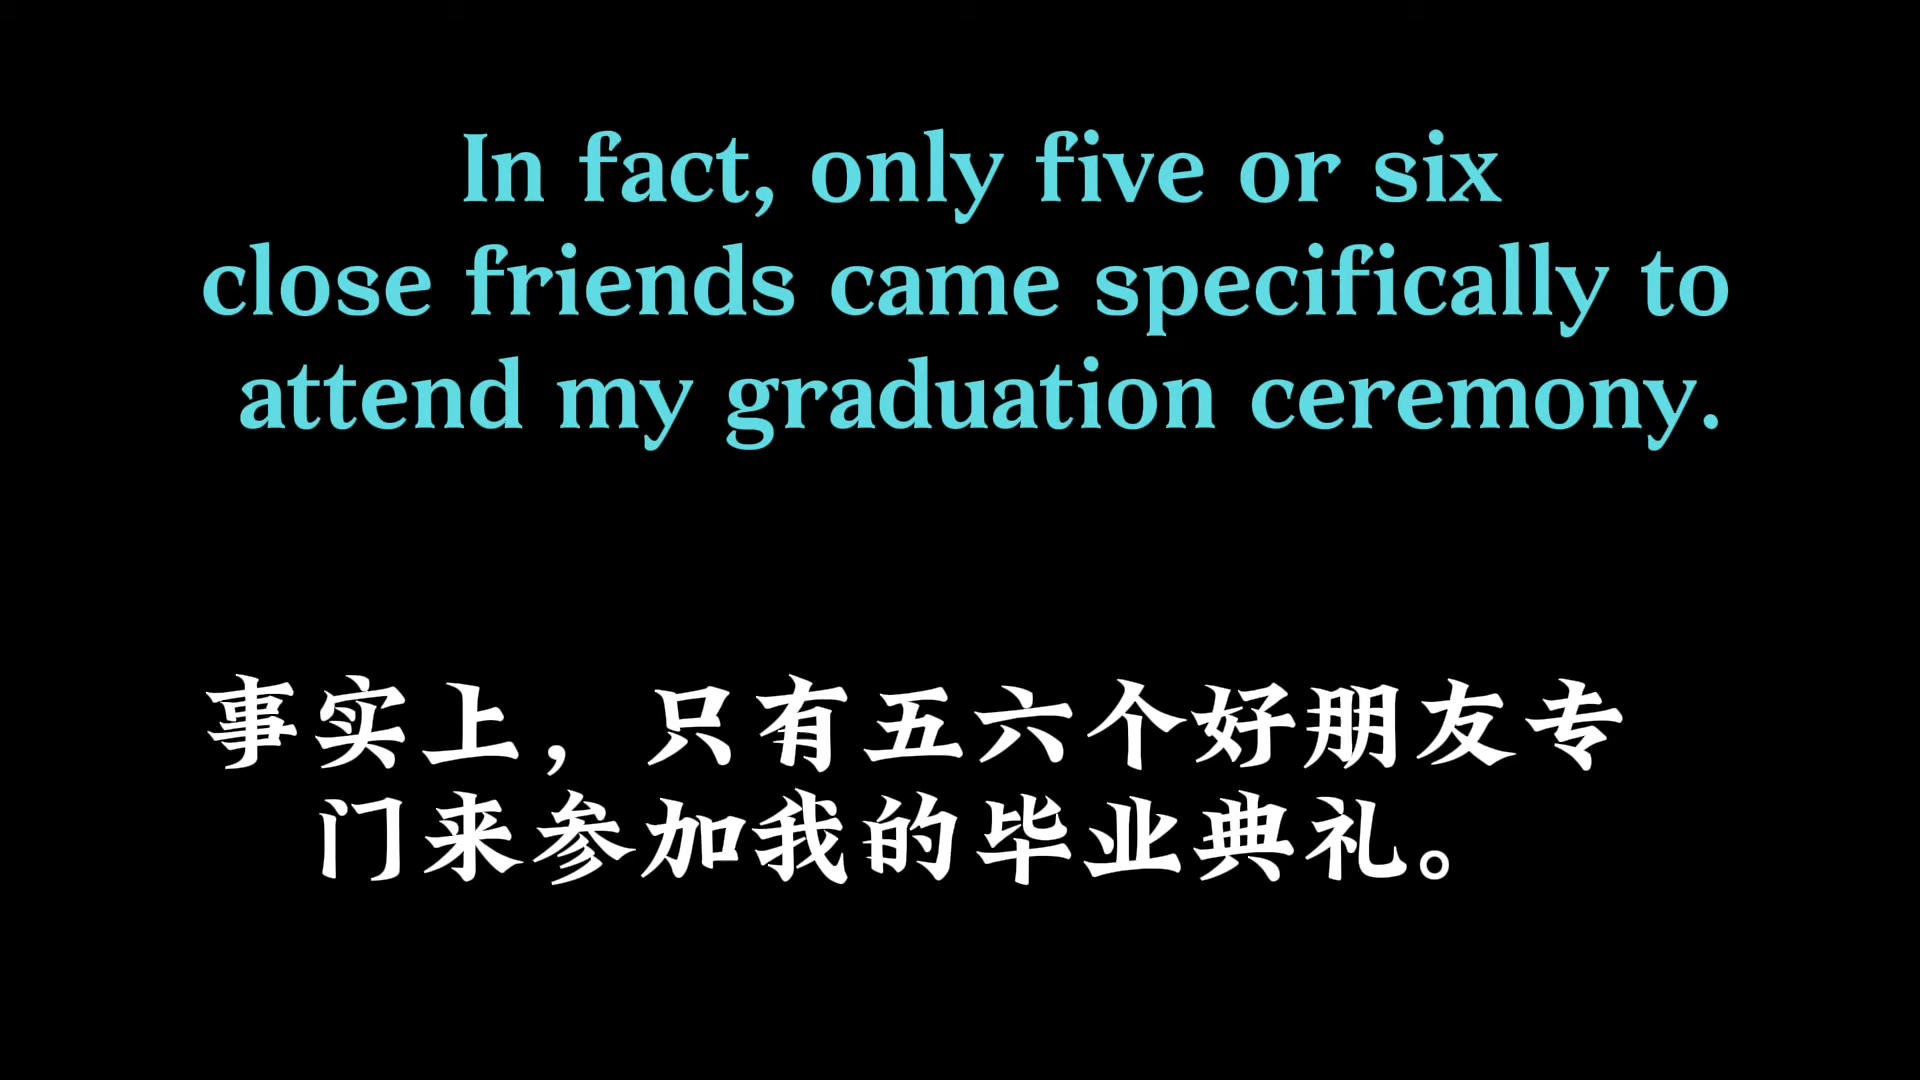 In fact, only five or six
close friends came specifically to
attend my graduation ceremony.
事实上，只有五六个好朋友专
门来参加我的毕业典礼。